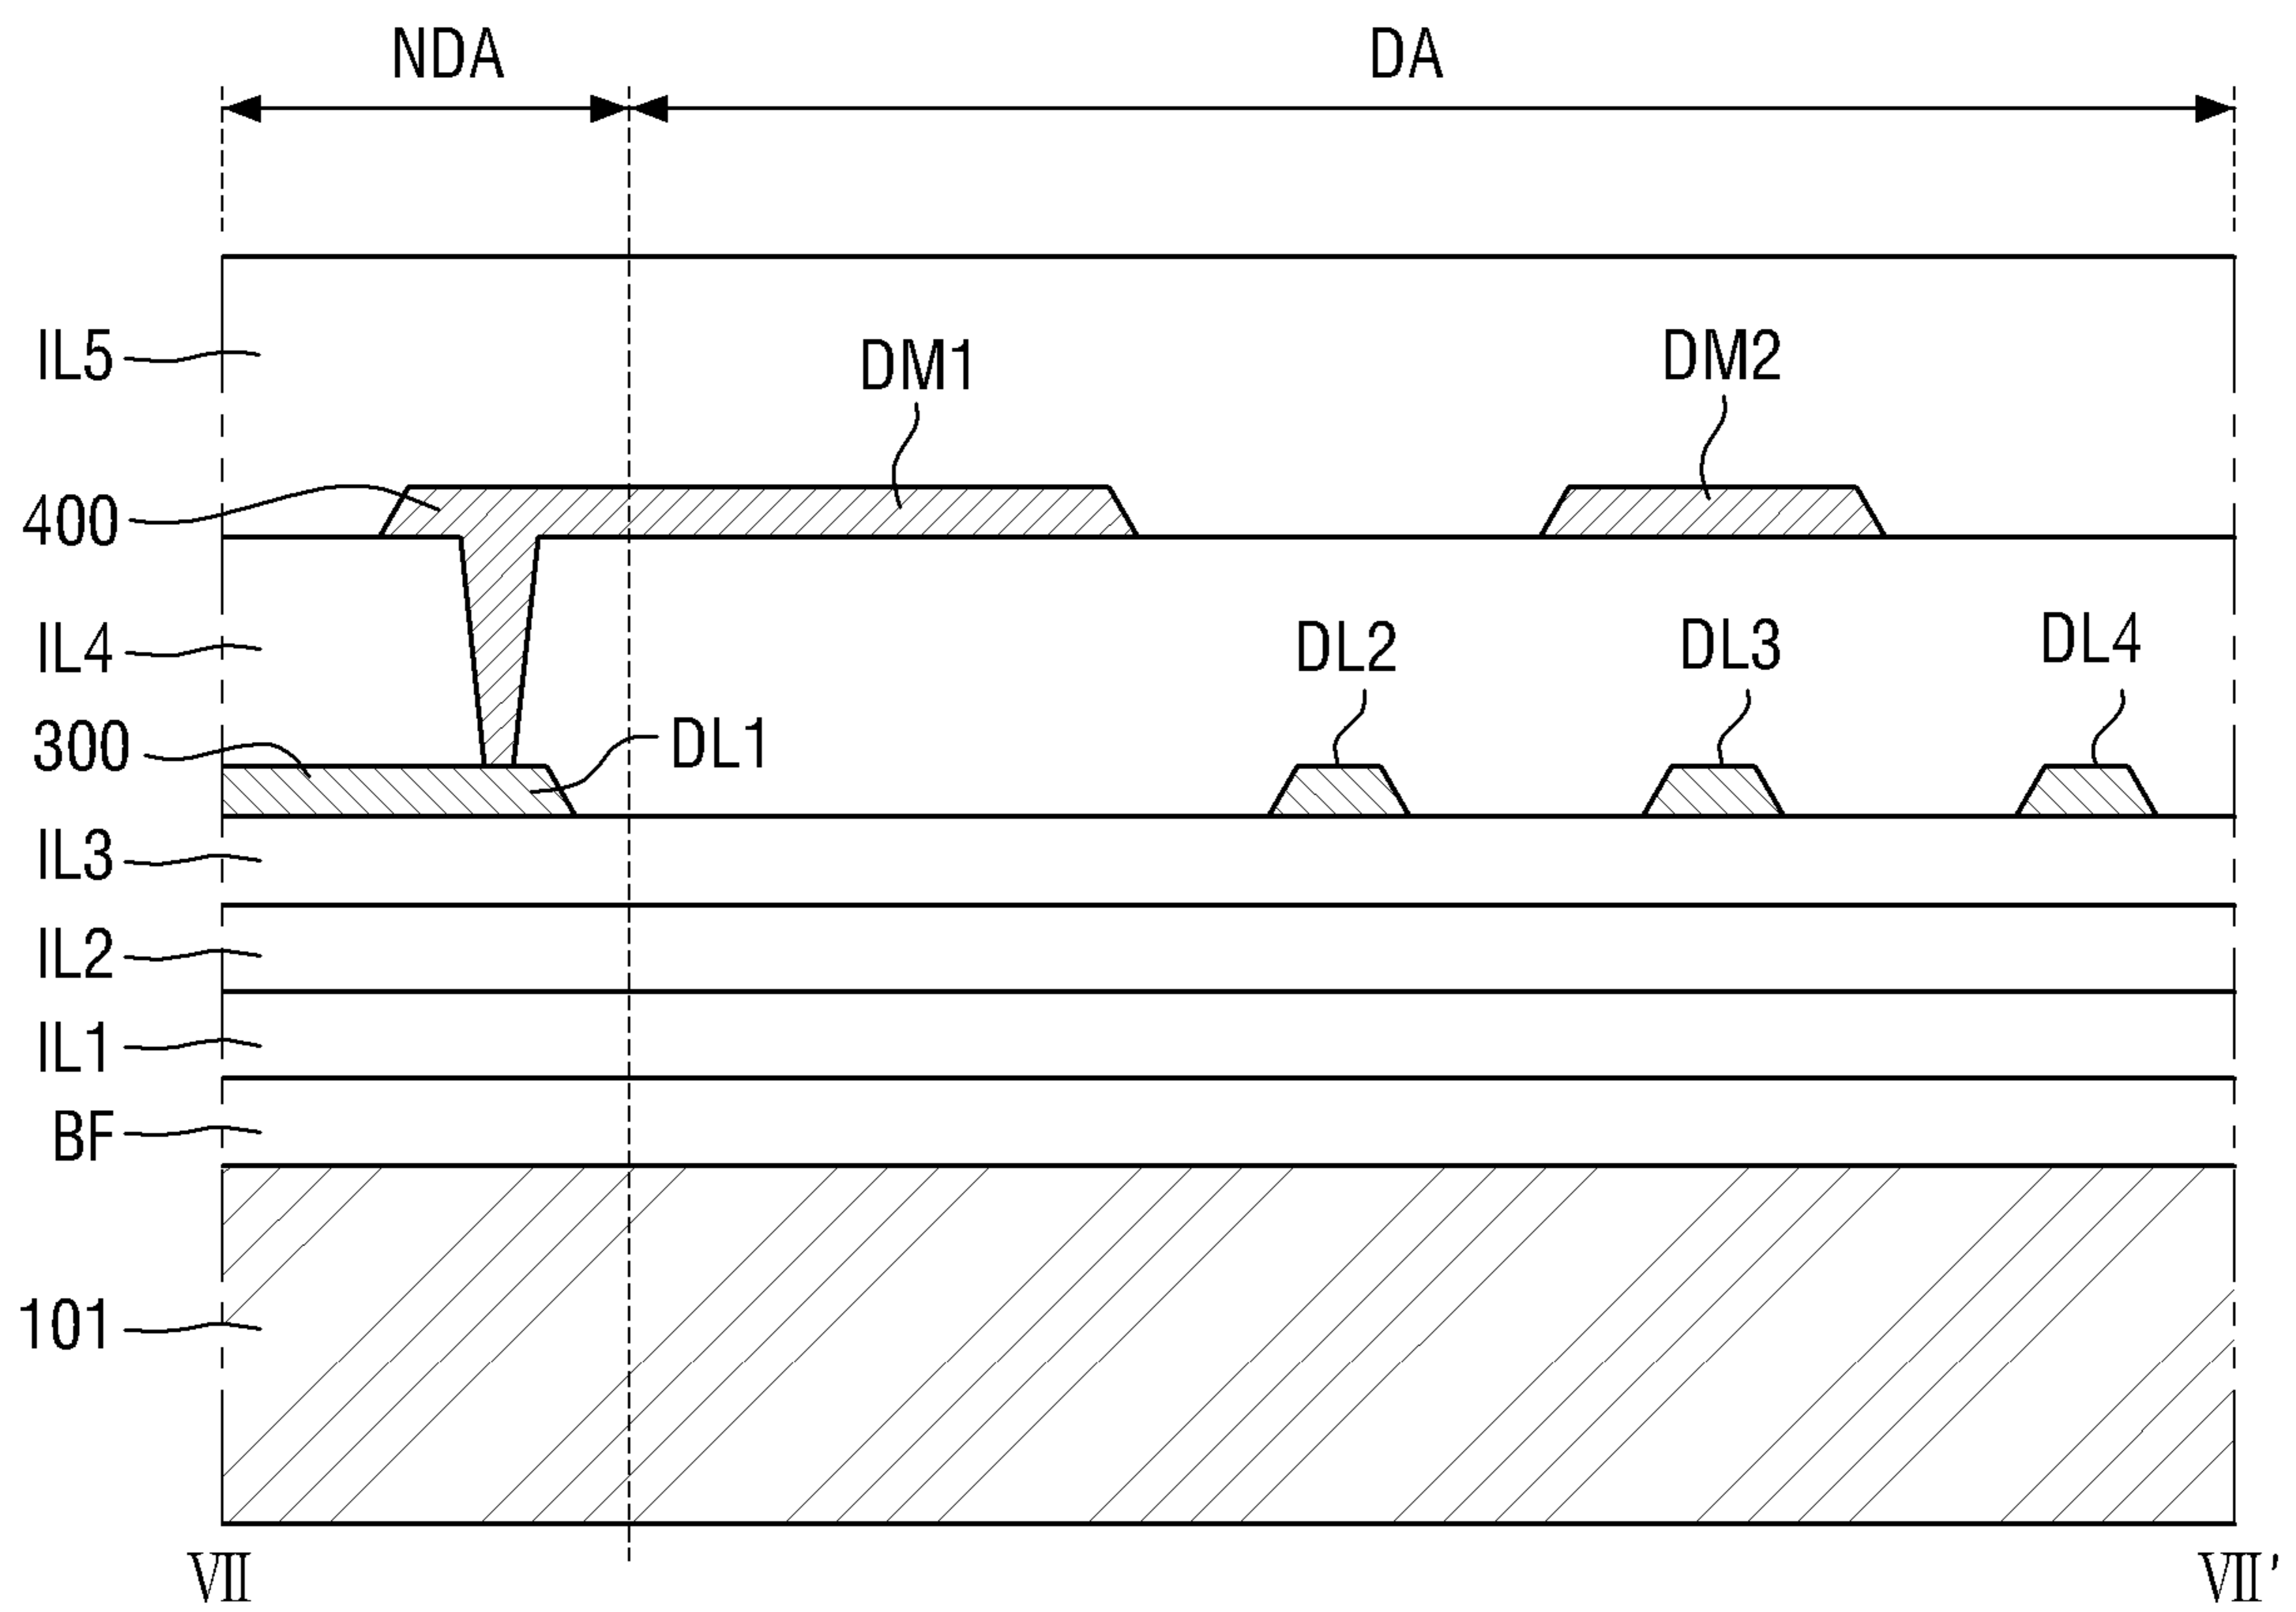 NDA DA
IL5
DM1 DM2
400
IL4 DL2 DL3 DL4
300 DL1
IL3
IL2
IL1
BF
101
Ⅶ Ⅶ'